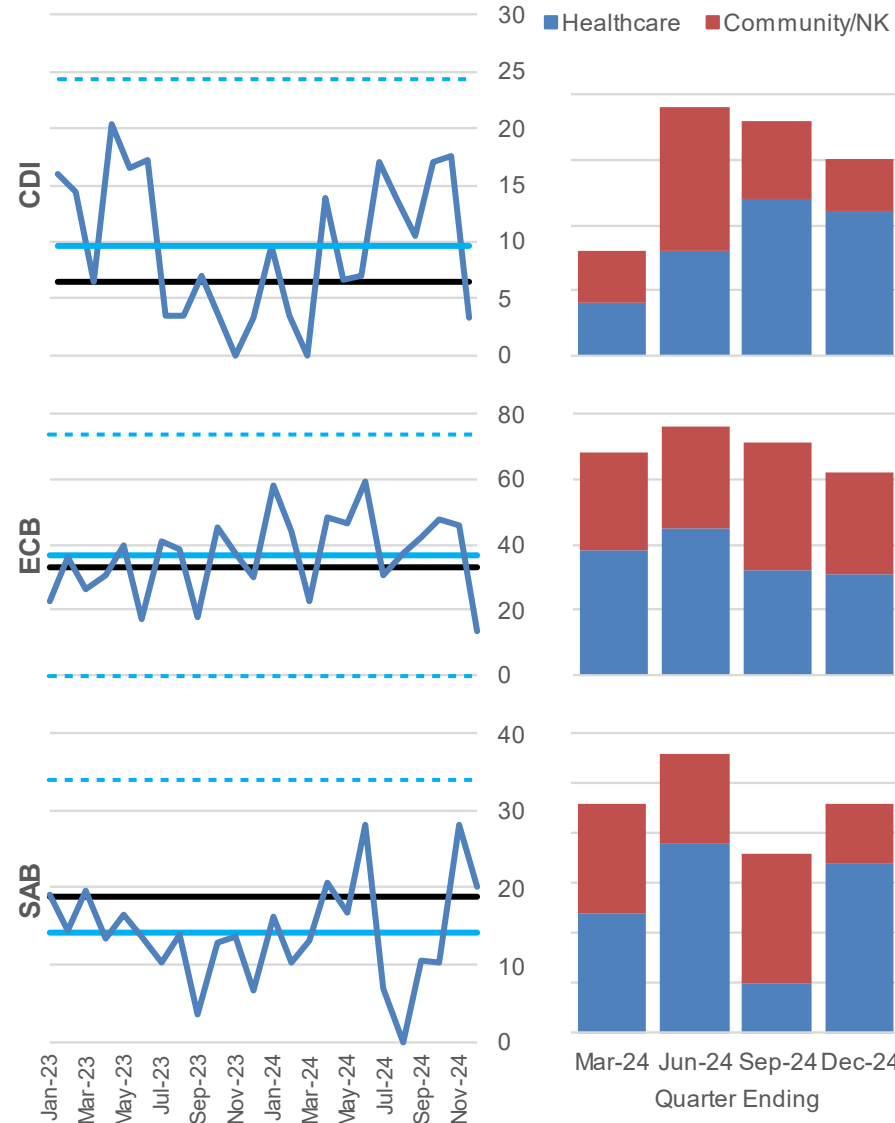 Healthcare Community/NK
CDI
30
25
20
15
10
5
0
ECB
80
60
40
20
0
SAB
40
30
20
10
0
Jan-23 Mar-23 May-23 Jul-23 Sep-23 Nov-23 Jan-24 Mar-24 May-24 Jul-24 Sep-24 Nov-24
Mar-24 Jun-24 Sep-24 Dec-24
Quarter Ending